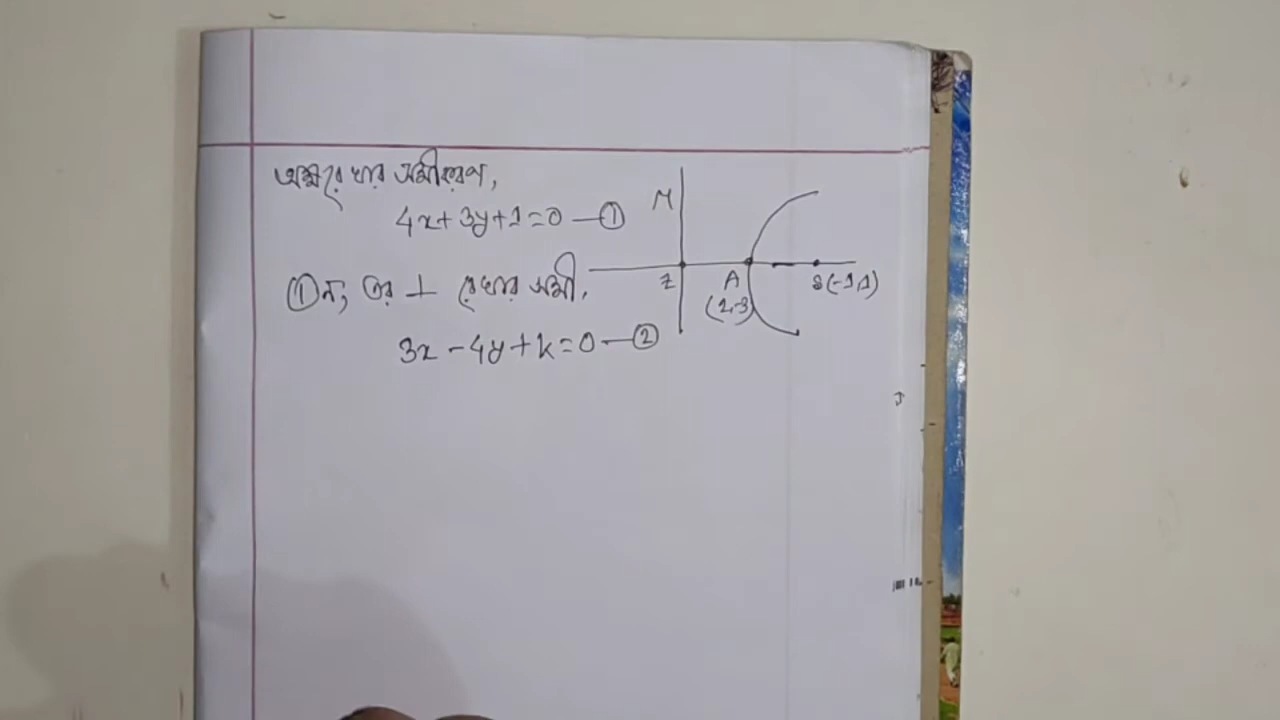 অক্ষরেখার সমীকরণ,
4x+3y+1=0 —①
①নং এর ⊥ রেখার সমী,
3x-4y+k=0 —②
M
Z
A
(2,-3)
S(-1,1)